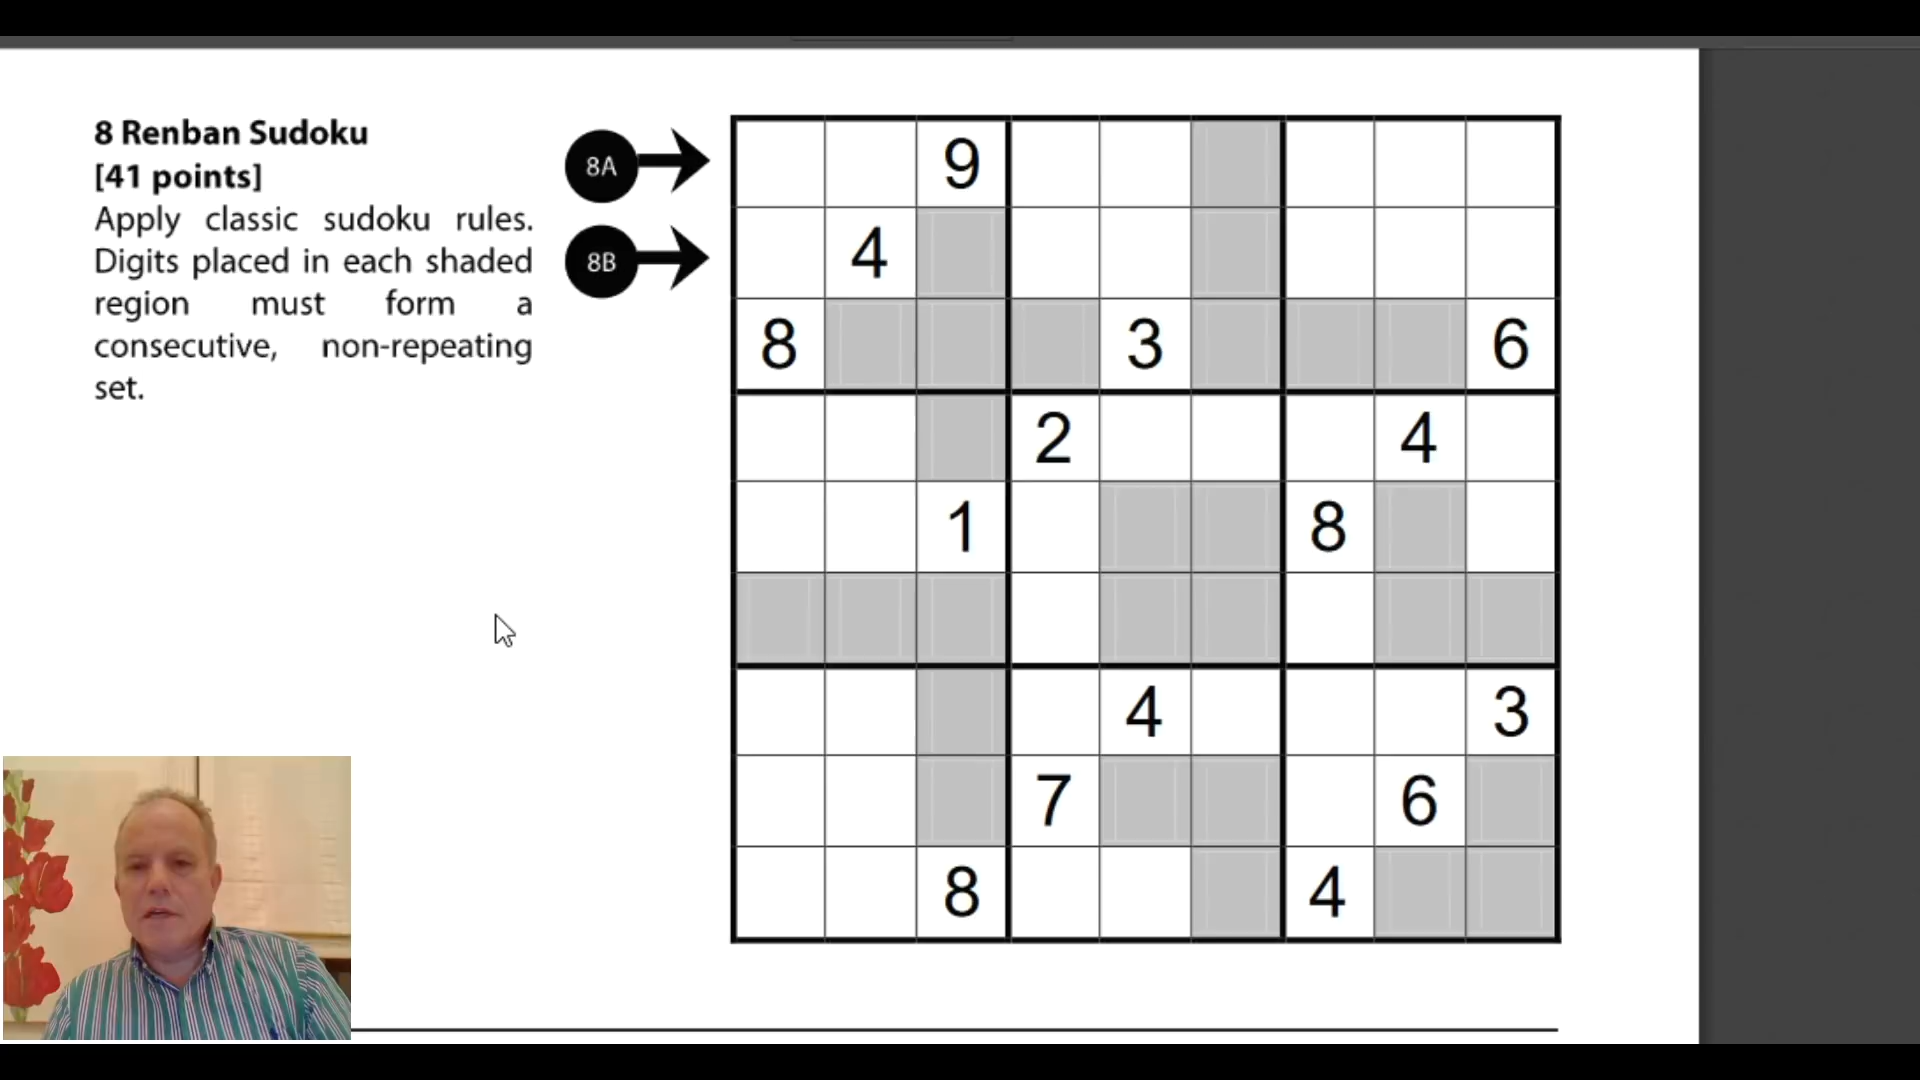 8 Renban Sudoku
[41 points]
Apply classic sudoku rules.
Digits placed in each shaded
region must form a
consecutive, non-repeating
set.
8A
8B
9
4
8 3 6
2 4
1 8
4 3
7 6
8 4